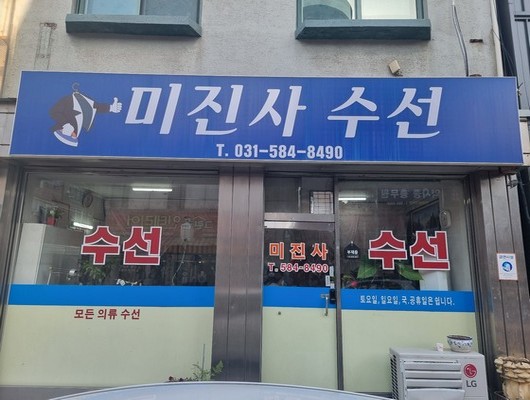 미진사 수선
T. 031-584-8490
수선
미진사
T. 584-8490
수선
모든 의류 수선
토요일, 일요일, 국.공휴일은 쉽니다.
LG